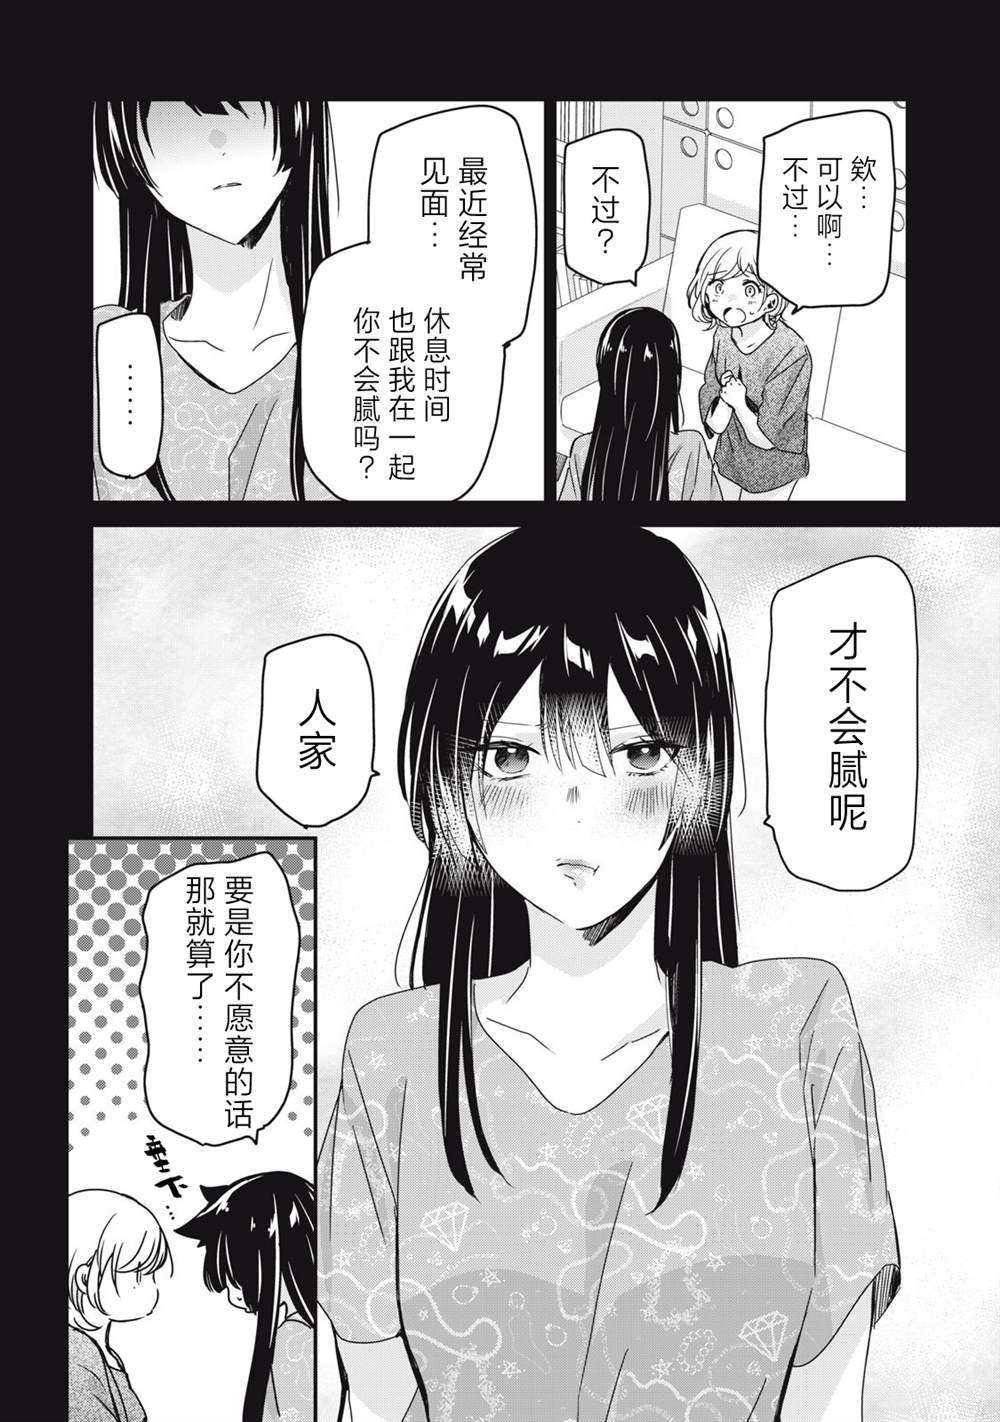 欸…
可以啊…
不过…
不过？
最近经常
见面…
休息时间
也跟我在一起
你不会腻吗？
……
才不会腻呢
人家
要是你不愿意的话
那就算了……
垂下…